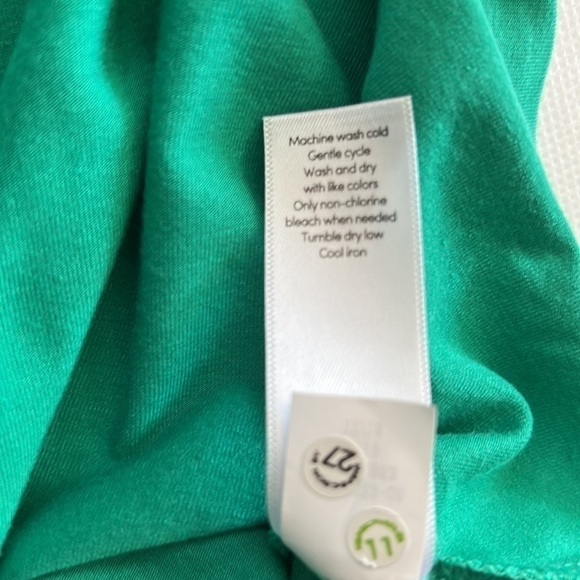 Machine wash cold
Gentle cycle
Wash and dry
with like colors
Only non-chlorine
bleach when needed
Tumble dry low
Cool iron
27
11